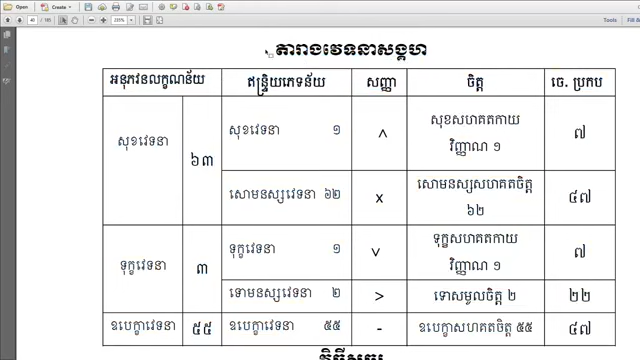 Open Create 40 / 185 235% Tools Fill &
តារាងវេទនាសង្គហ
អនុភវនលក្ខណន័យ ឥន្ទ្រិយភេទន័យ សញ្ញា ចិត្ត ចេ. ប្រកប
សុខវេទនា ៦៣ សុខវេទនា ១ ^ សុខសហគតកាយ
វិញ្ញាណ ១ ៧
សោមនស្សវេទនា ៦២ x សោមនស្សសហគតចិត្ត
៦២ ៤៧
ទុក្ខវេទនា ៣ ទុក្ខវេទនា ១ v ទុក្ខសហគតកាយ
វិញ្ញាណ ១ ៧
ទោមនស្សវេទនា ២ > ទោសមូលចិត្ត ២ ២២
ឧបេក្ខាវេទនា ៥៥ ឧបេក្ខាវេទនា ៥៥ - ឧបេក្ខាសហគតចិត្ត ៥៥ ៤៧